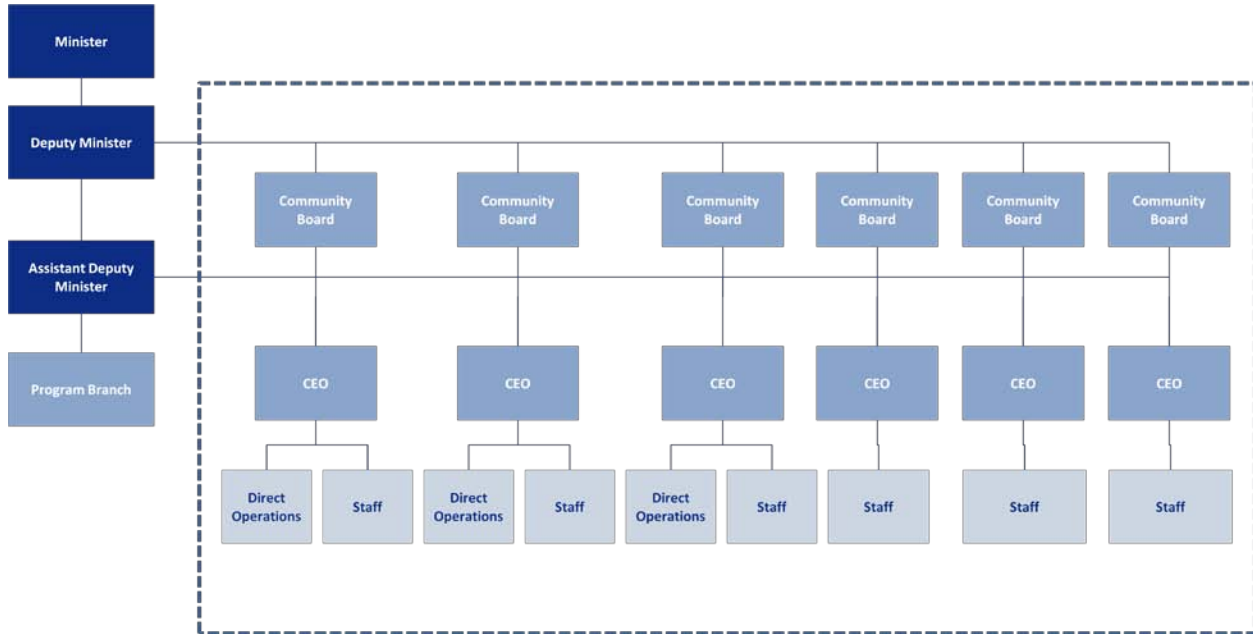 Minister
Deputy Minister
Community
Board
Community
Board
Community
Board
Community
Board
Community
Board
Community
Board
Assistant Deputy
Minister
Program Branch
CEO
CEO
CEO
CEO
CEO
CEO
Direct
Operations
Staff
Direct
Operations
Staff
Direct
Operations
Staff
Staff
Staff
Staff